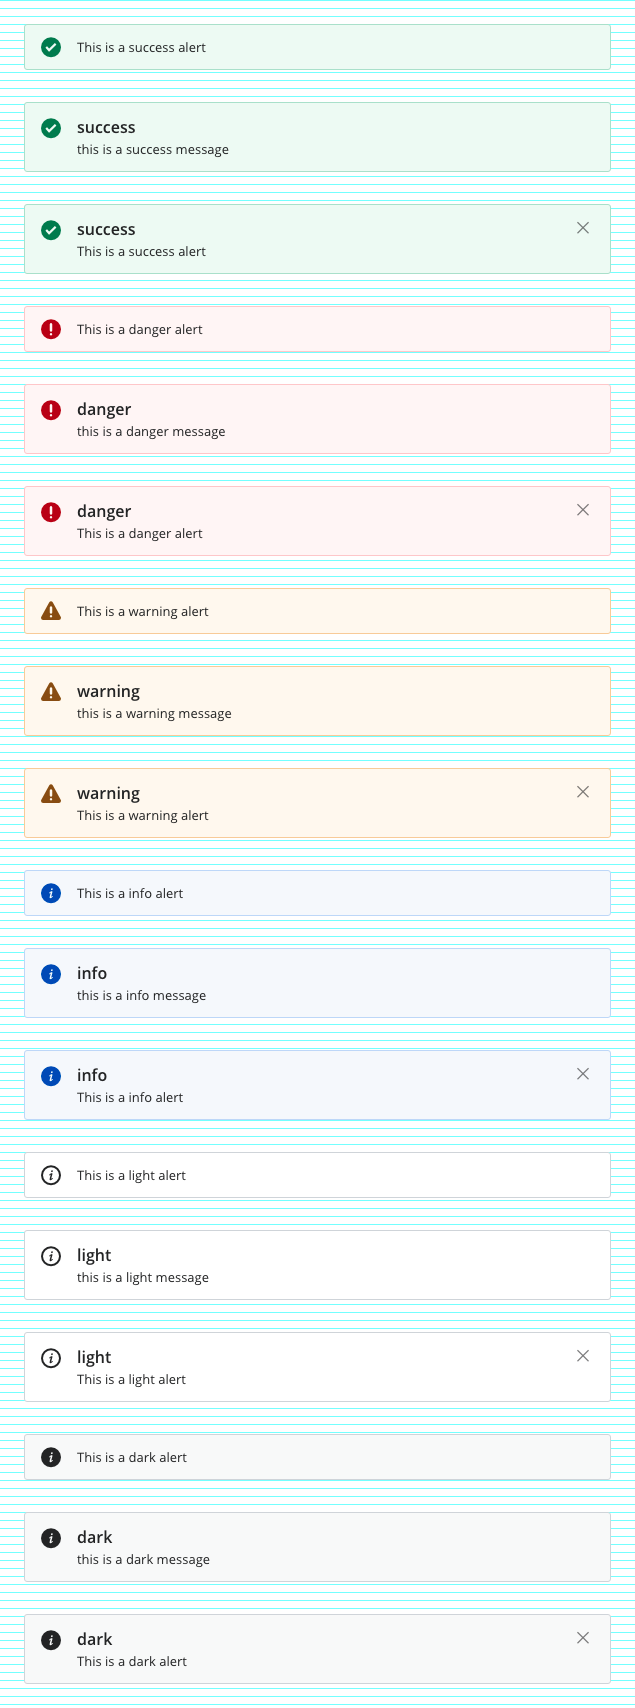 This is a success alert
success
this is a success message
success
This is a success alert
This is a danger alert
danger
this is a danger message
danger
This is a danger alert
This is a warning alert
warning
this is a warning message
warning
This is a warning alert
This is a info alert
info
this is a info message
info
This is a info alert
This is a light alert
light
this is a light message
light
This is a light alert
This is a dark alert
dark
this is a dark message
dark
This is a dark alert